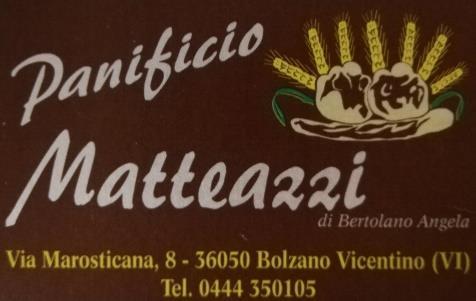 Panificio
Matteazzi
di Bertolano Angela
Via Marosticana, 8 - 36050 Bolzano Vicentino (VI)
Tel. 0444 350105